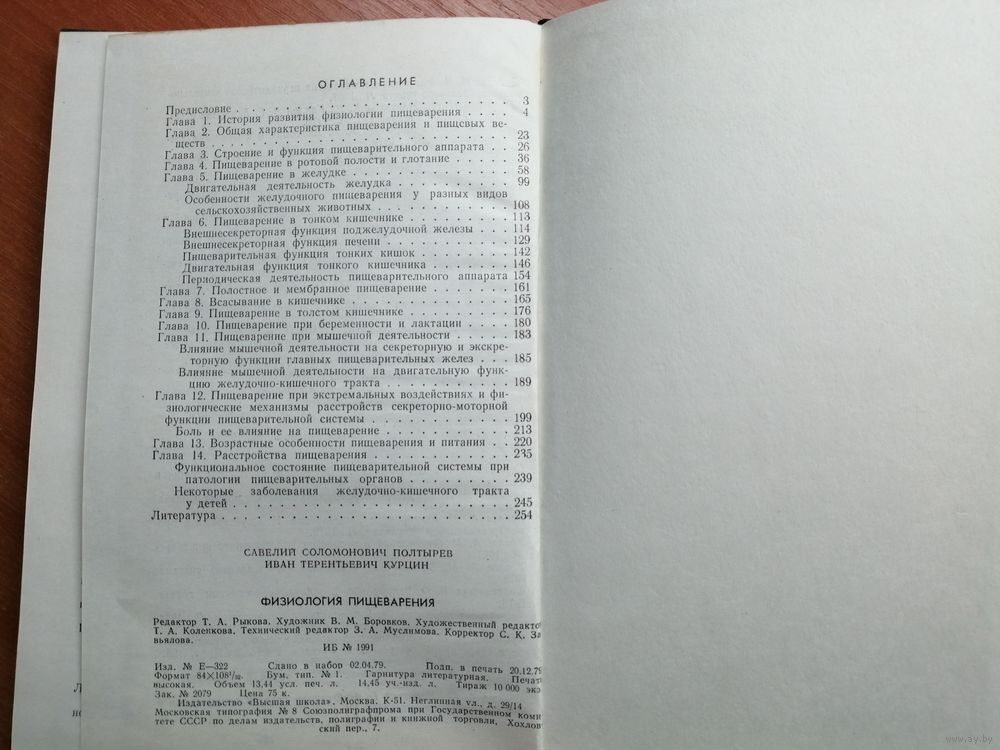 ОГЛАВЛЕНИЕ
Предисловие . . . . . . . . . . . . . . . . . . . . . . 3
Глава 1. История развития физиологии пищеварения . . . . 4
Глава 2. Общая характеристика пищеварения и пищевых ве-
ществ . . . . . . . . . . . . . . . . . . . . . . . . 23
Глава 3. Строение и функция пищеварительного аппарата . . 26
Глава 4. Пищеварение в ротовой полости и глотание . . . . 36
Глава 5. Пищеварение в желудке . . . . . . . . . . . . 58
Двигательная деятельность желудка . . . . . . . . . 99
Особенности желудочного пищеварения у разных видов
сельскохозяйственных животных . . . . . . . . . . . 108
Глава 6. Пищеварение в тонком кишечнике . . . . . . . . 113
Внешнесекреторная функция поджелудочной железы . . . 114
Внешнесекреторная функция печени . . . . . . . . . . 129
Пищеварительная функция тонких кишок . . . . . . . . 142
Двигательная функция тонкого кишечника . . . . . . . 146
Периодическая деятельность пищеварительного аппарата 154
Глава 7. Полостное и мембранное пищеварение . . . . . . 161
Глава 8. Всасывание в кишечнике . . . . . . . . . . . . 165
Глава 9. Пищеварение в толстом кишечнике . . . . . . . . 176
Глава 10. Пищеварение при беременности и лактации . . . . 180
Глава 11. Пищеварение при мышечной деятельности . . . . . 183
Влияние мышечной деятельности на секреторную и экскре-
торную функции главных пищеварительных желез . . . 185
Влияние мышечной деятельности на двигательную функ-
цию желудочно-кишечного тракта . . . . . . . . . . 189
Глава 12. Пищеварение при экстремальных воздействиях и фи-
зиологические механизмы расстройств секреторно-моторной
функции пищеварительной системы . . . . . . . . . . . 199
Боль и ее влияние на пищеварение . . . . . . . . . . 213
Глава 13. Возрастные особенности пищеварения и питания . . 220
Глава 14. Расстройства пищеварения . . . . . . . . . . . 235
Функциональное состояние пищеварительной системы при
патологии пищеварительных органов . . . . . . . . . 239
Некоторые заболевания желудочно-кишечного тракта
у детей . . . . . . . . . . . . . . . . . . . . . . 245
Литература . . . . . . . . . . . . . . . . . . . . . . . 254
САВЕЛИЙ СОЛОМОНОВИЧ ПОЛТЫРЕВ
ИВАН ТЕРЕНТЬЕВИЧ КУРЦИН
ФИЗИОЛОГИЯ ПИЩЕВАРЕНИЯ
Редактор Т. А. Рыкова. Художник В. М. Боровков. Художественный редактор
Т. А. Коленкова. Технический редактор З. А. Муслимова. Корректор С. К. За-
вьялова.
ИБ № 1991
Изд. № Е—322 Сдано в набор 02.04.79. Подп. в печать 20.12.79
Формат 84×108¹/₃₂. Бум. тип. № 1. Гарнитура литературная. Печать
высокая. Объем 13,44 усл. печ. л. 14,45 уч.-изд. л. Тираж 10 000 экз
Зак. № 2079 Цена 75 к.
Издательство «Высшая школа», Москва. К-51. Неглинная ул., д. 29/14
Московская типография № 8 Союзполиграфпрома при Государственном коми
тете СССР по делам издательств, полиграфии и книжной торговли, Хохлов
ский пер., 7.
www.ay.by